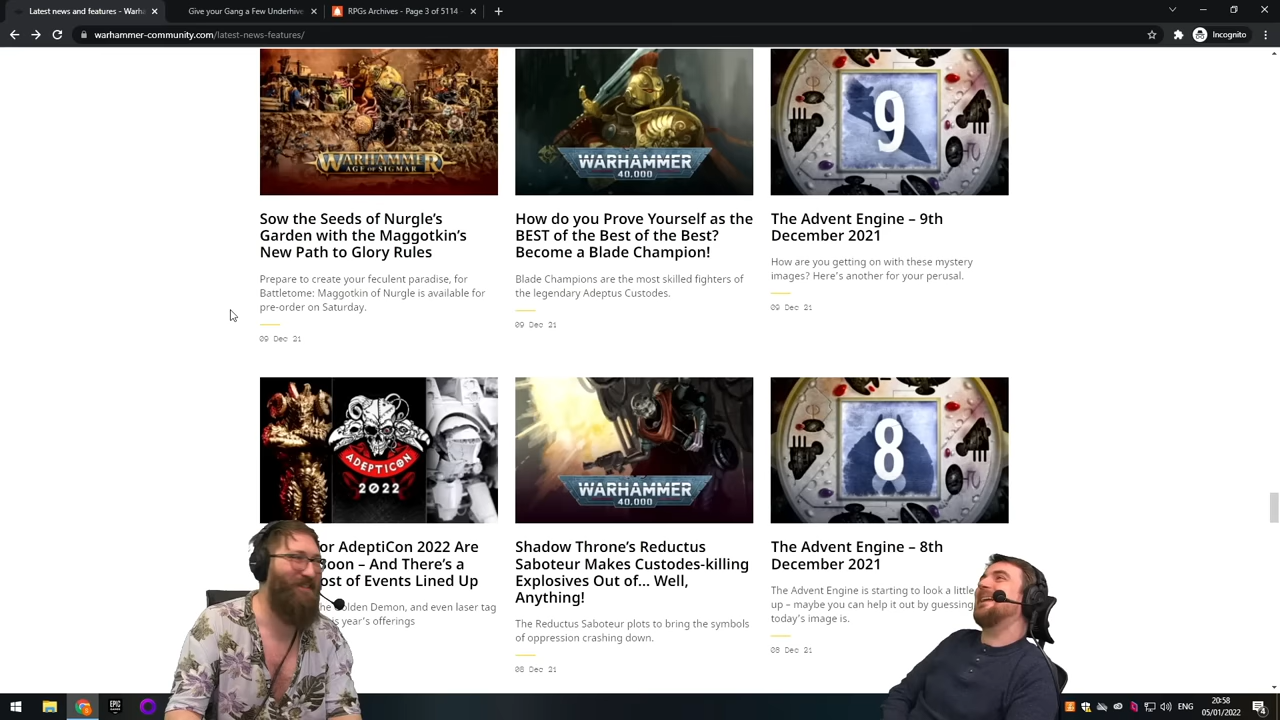 Latest news and features - Warha
Give your Gang a few Underhive
RPGs Archives - Page 3 of 5114 -
warhammer-community.com/latest-news-features/
Incognito
WARHAMMER
AGE OF SIGMAR
WARHAMMER
40,000
9
Sow the Seeds of Nurgle's
Garden with the Maggotkin's
New Path to Glory Rules
Prepare to create your feculent paradise, for
Battletome: Maggotkin of Nurgle is available for
pre-order on Saturday.
09 Dec 21
How do you Prove Yourself as the
BEST of the Best of the Best?
Become a Blade Champion!
Blade Champions are the most skilled fighters of
the legendary Adeptus Custodes.
09 Dec 21
The Advent Engine – 9th
December 2021
How are you getting on with these mystery
images? Here's another for your perusal.
09 Dec 21
ADEPTICON
2022
WARHAMMER
40,000
8
or AdeptiCon 2022 Are
Soon – And There's a
ost of Events Lined Up
he Golden Demon, and even laser tag
is year's offerings
Shadow Throne's Reductus
Saboteur Makes Custodes-killing
Explosives Out of... Well,
Anything!
The Reductus Saboteur plots to bring the symbols
of oppression crashing down.
08 Dec 21
The Advent Engine – 8th
December 2021
The Advent Engine is starting to look a little
up – maybe you can help it out by guessing
today's image is.
08 Dec 21
EPIC
ENG
20:58
05/01/2022
4